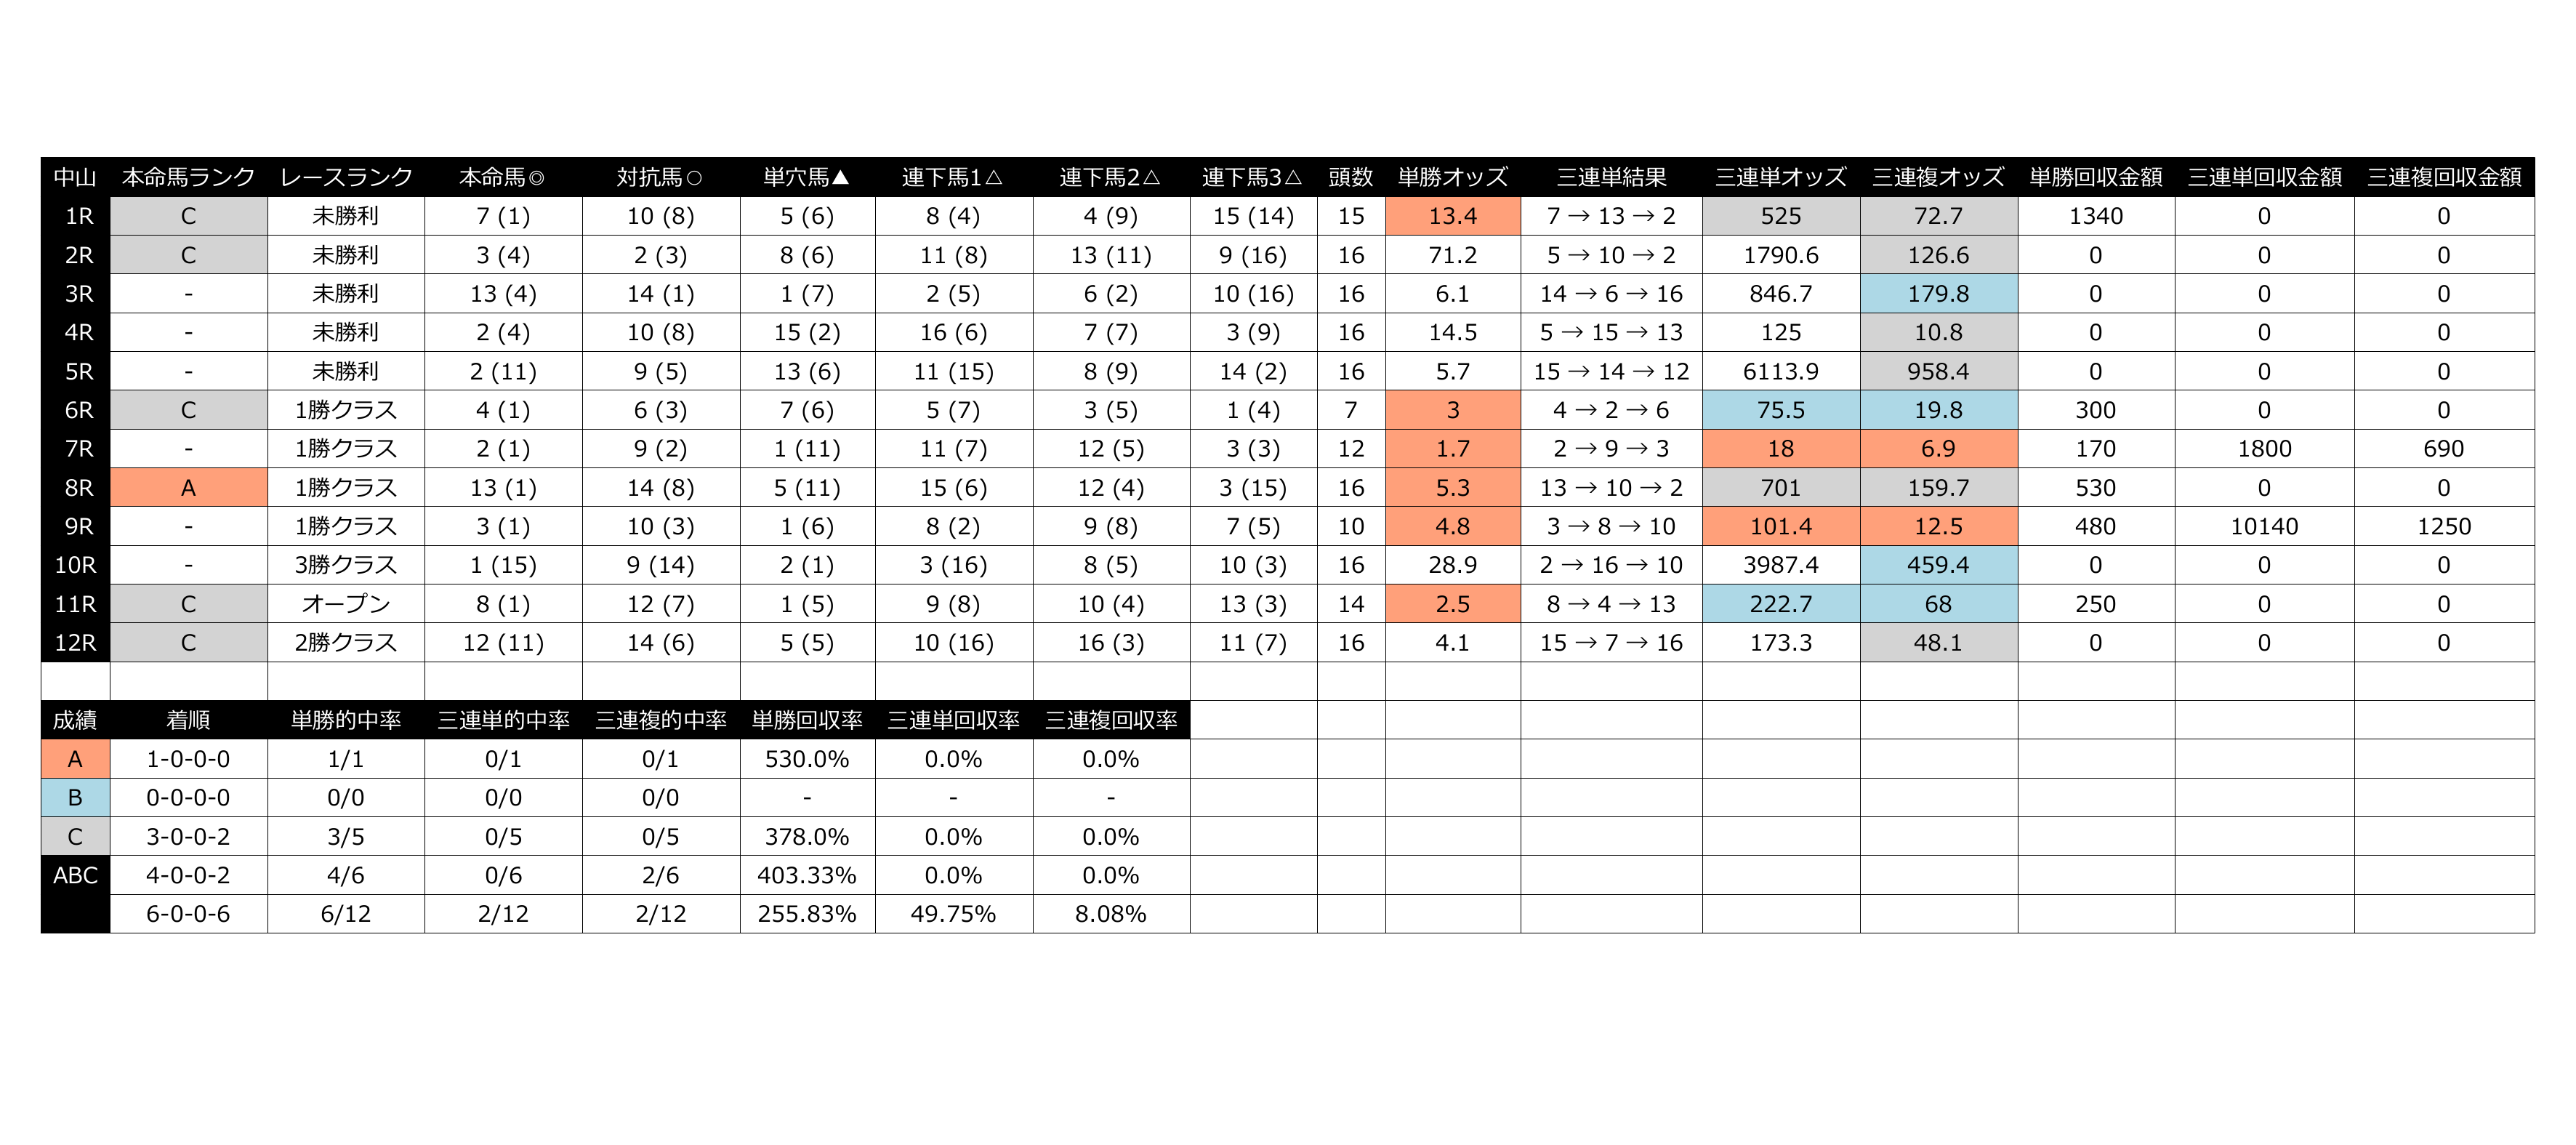 中山 本命馬ランク レースランク 本命馬◎ 対抗馬○ 単穴馬▲ 連下馬1△ 連下馬2△ 連下馬3△ 頭数 単勝オッズ 三連単結果 三連単オッズ 三連複オッズ 単勝回収金額 三連単回収金額 三連複回収金額
1R C 未勝利 7 (1) 10 (8) 5 (6) 8 (4) 4 (9) 15 (14) 15 13.4 7 → 13 → 2 525 72.7 1340 0 0
2R C 未勝利 3 (4) 2 (3) 8 (6) 11 (8) 13 (11) 9 (16) 16 71.2 5 → 10 → 2 1790.6 126.6 0 0 0
3R - 未勝利 13 (4) 14 (1) 1 (7) 2 (5) 6 (2) 10 (16) 16 6.1 14 → 6 → 16 846.7 179.8 0 0 0
4R - 未勝利 2 (4) 10 (8) 15 (2) 16 (6) 7 (7) 3 (9) 16 14.5 5 → 15 → 13 125 10.8 0 0 0
5R - 未勝利 2 (11) 9 (5) 13 (6) 11 (15) 8 (9) 14 (2) 16 5.7 15 → 14 → 12 6113.9 958.4 0 0 0
6R C 1勝クラス 4 (1) 6 (3) 7 (6) 5 (7) 3 (5) 1 (4) 7 3 4 → 2 → 6 75.5 19.8 300 0 0
7R - 1勝クラス 2 (1) 9 (2) 1 (11) 11 (7) 12 (5) 3 (3) 12 1.7 2 → 9 → 3 18 6.9 170 1800 690
8R A 1勝クラス 13 (1) 14 (8) 5 (11) 15 (6) 12 (4) 3 (15) 16 5.3 13 → 10 → 2 701 159.7 530 0 0
9R - 1勝クラス 3 (1) 10 (3) 1 (6) 8 (2) 9 (8) 7 (5) 10 4.8 3 → 8 → 10 101.4 12.5 480 10140 1250
10R - 3勝クラス 1 (15) 9 (14) 2 (1) 3 (16) 8 (5) 10 (3) 16 28.9 2 → 16 → 10 3987.4 459.4 0 0 0
11R C オープン 8 (1) 12 (7) 1 (5) 9 (8) 10 (4) 13 (3) 14 2.5 8 → 4 → 13 222.7 68 250 0 0
12R C 2勝クラス 12 (11) 14 (6) 5 (5) 10 (16) 16 (3) 11 (7) 16 4.1 15 → 7 → 16 173.3 48.1 0 0 0
成績 着順 単勝的中率 三連単的中率 三連複的中率 単勝回収率 三連単回収率 三連複回収率
A 1-0-0-0 1/1 0/1 0/1 530.0% 0.0% 0.0%
B 0-0-0-0 0/0 0/0 0/0 - - -
C 3-0-0-2 3/5 0/5 0/5 378.0% 0.0% 0.0%
ABC 4-0-0-2 4/6 0/6 2/6 403.33% 0.0% 0.0%
6-0-0-6 6/12 2/12 2/12 255.83% 49.75% 8.08%